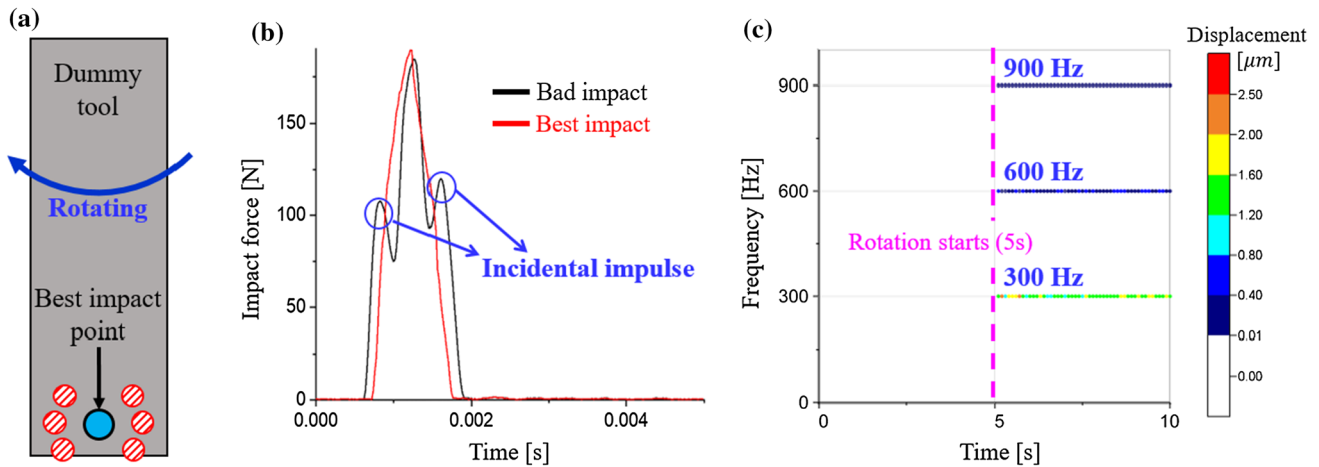 (a)
Dummy
tool
Rotating
Best impact
point
(b)
Impact force [N]
150
100
50
0
0.000
0.002
0.004
Time [s]
Bad impact
Best impact
Incidental impulse
(c)
Frequency [Hz]
900
600
300
0
0
5
10
Time [s]
900 Hz
600 Hz
Rotation starts (5s)
300 Hz
Displacement
[μm]
2.50
2.00
1.60
1.20
0.80
0.40
0.01
0.00